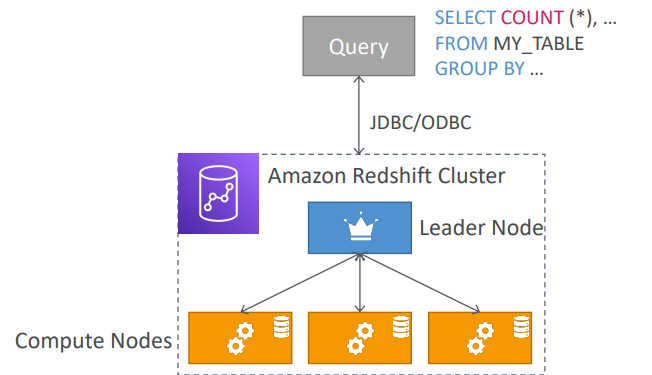 Query
SELECT COUNT (*), ...
FROM MY_TABLE
GROUP BY ...
JDBC/ODBC
Amazon Redshift Cluster
Leader Node
Compute Nodes